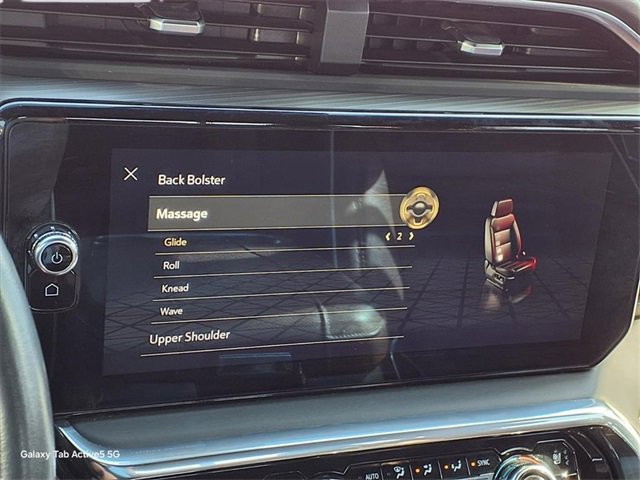 Back Bolster
Massage
Glide 2
Roll
Knead
Wave
Upper Shoulder
AUTO
SYNC
Galaxy Tab Active5 5G